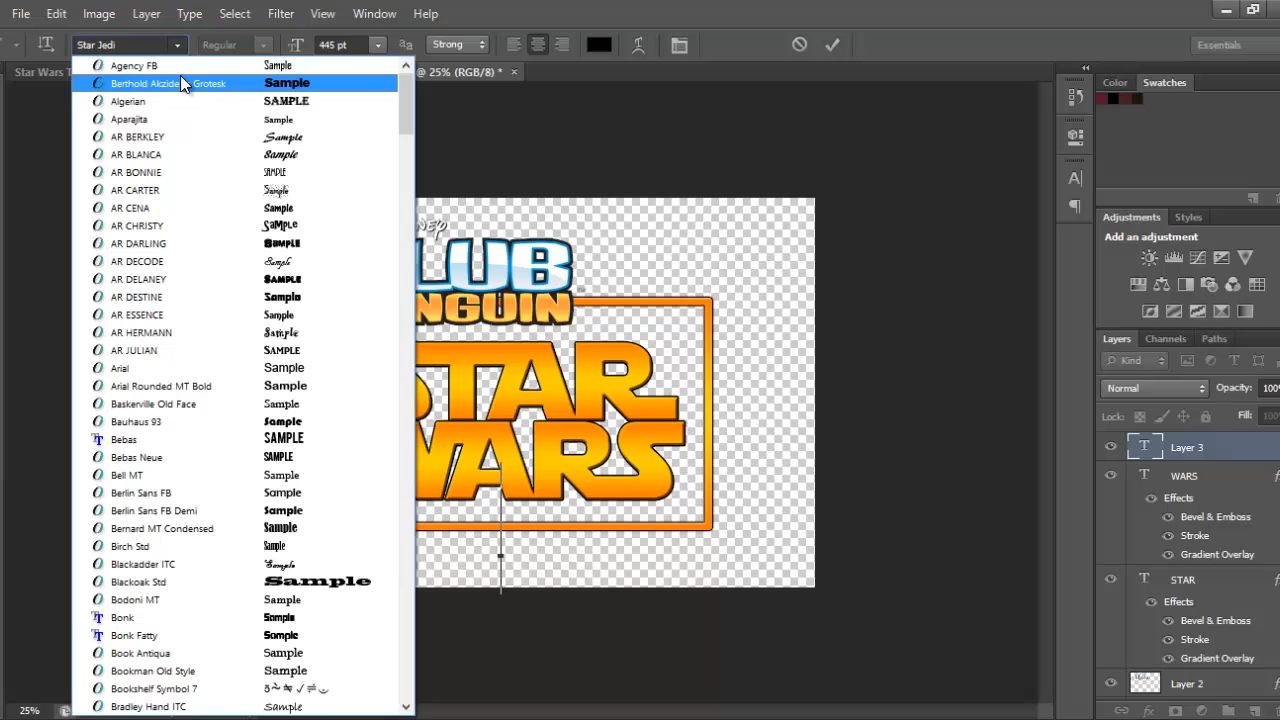 File Edit Image Layer Type Select Filter View Window Help
Star Jedi Regular 445 pt Strong Essentials
Star Wars T @ 25% (RGB/8) * ×
Agency FB Sample
Berthold Akzide Grotesk Sample
Algerian SAMPLE
Aparajita Sample
AR BERKLEY Sample
AR BLANCA Sample
AR BONNIE SAMPLE
AR CARTER Sample
AR CENA Sample
AR CHRISTY SaMpLe
AR DARLING SAMPLE
AR DECODE Sample
AR DELANEY SAMPLE
AR DESTINE Sample
AR ESSENCE Sample
AR HERMANN Sample
AR JULIAN SAMPLE
Arial Sample
Arial Rounded MT Bold Sample
Baskerville Old Face Sample
Bauhaus 93 Sample
Bebas SAMPLE
Bebas Neue SAMPLE
Bell MT Sample
Berlin Sans FB Sample
Berlin Sans FB Demi Sample
Bernard MT Condensed Sample
Birch Std Sample
Blackadder ITC Sample
Blackoak Std Sample
Bodoni MT Sample
Bonk Sample
Bonk Fatty Sample
Book Antiqua Sample
Bookman Old Style Sample
Bookshelf Symbol 7
Bradley Hand ITC Sample
25%
NEY
LUB
NGUIN
STAR
WARS
Color Swatches
Adjustments Styles
Add an adjustment
Layers Channels Paths
Kind
Normal Opacity: 100
Lock: Fill: 100
Layer 3
WARS
Effects
Bevel & Emboss
Stroke
Gradient Overlay
STAR
Effects
Bevel & Emboss
Stroke
Gradient Overlay
Layer 2